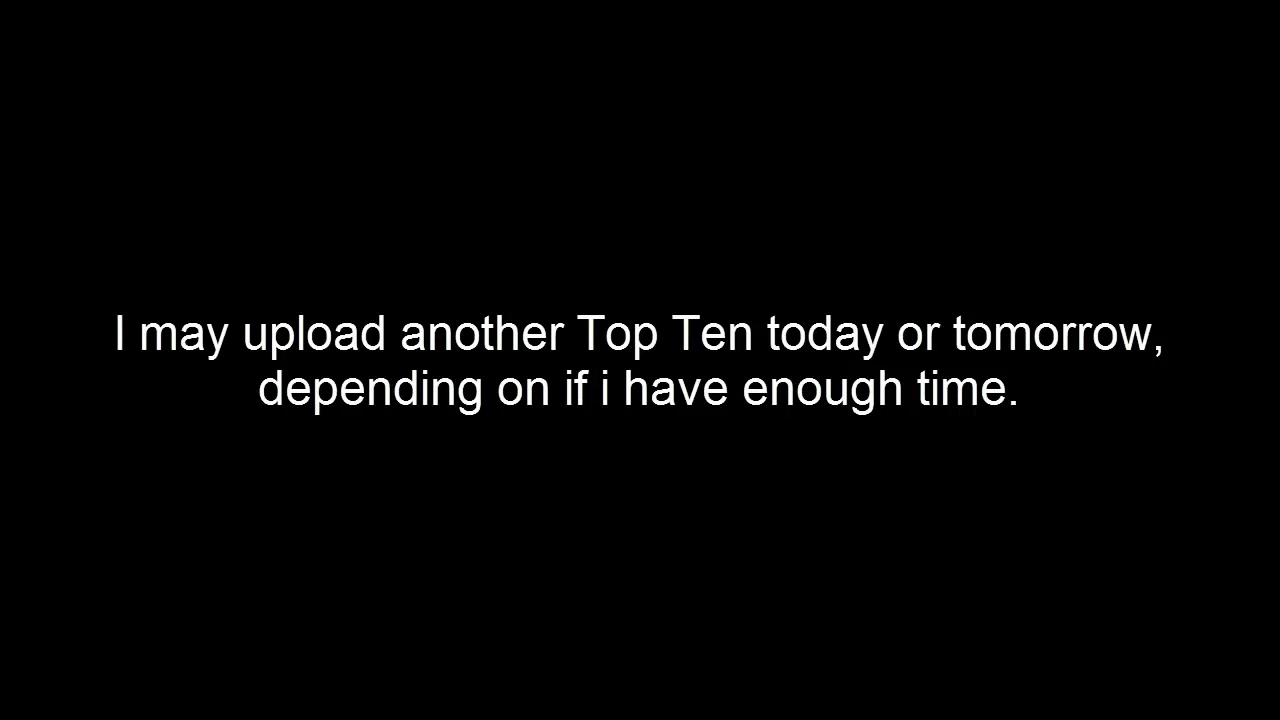 I may upload another Top Ten today or tomorrow,
depending on if i have enough time.